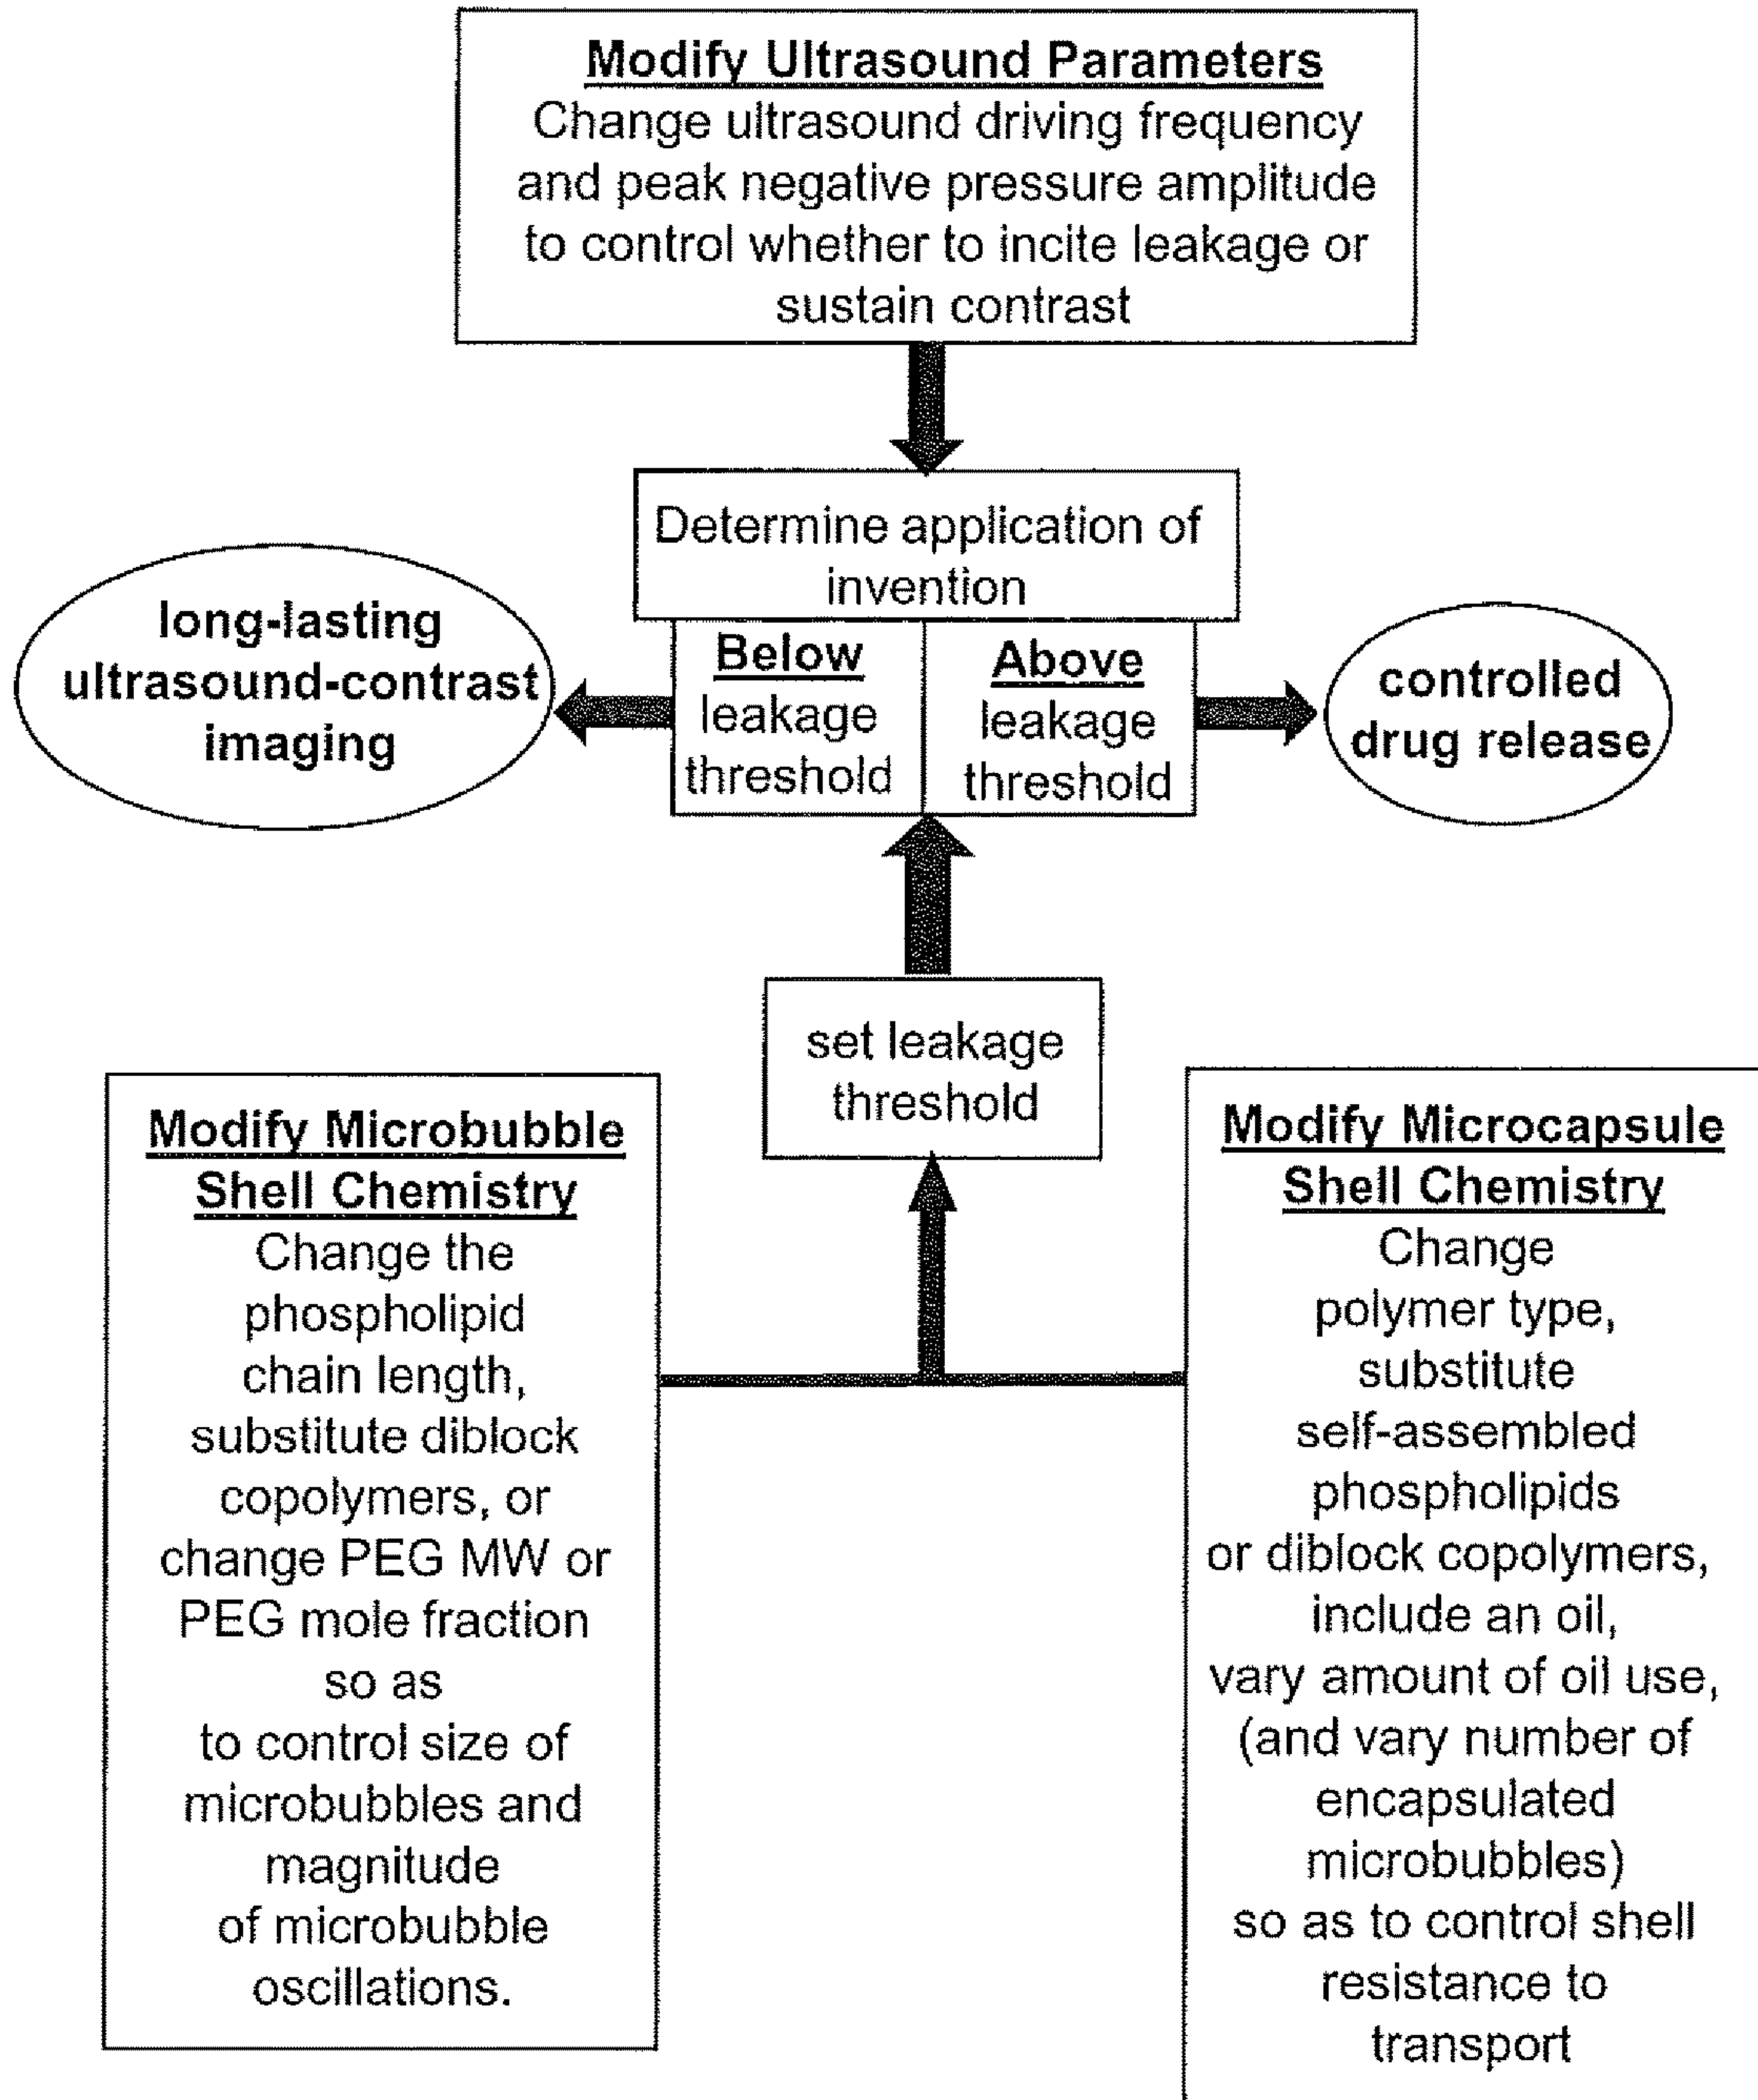 Modify Ultrasound Parameters
Change ultrasound driving frequency
and peak negative pressure amplitude
to control whether to incite leakage or
sustain contrast
Determine application of
invention
long-lasting
ultrasound-contrast
imaging
Below
leakage
threshold
Above
leakage
threshold
controlled
drug release
set leakage
threshold
Modify Microbubble
Shell Chemistry
Change the
phospholipid
chain length,
substitute diblock
copolymers, or
change PEG MW or
PEG mole fraction
so as
to control size of
microbubbles and
magnitude
of microbubble
oscillations.
Modify Microcapsule
Shell Chemistry
Change
polymer type,
substitute
self-assembled
phospholipids
or diblock copolymers,
include an oil,
vary amount of oil use,
(and vary number of
encapsulated
microbubbles)
so as to control shell
resistance to
transport